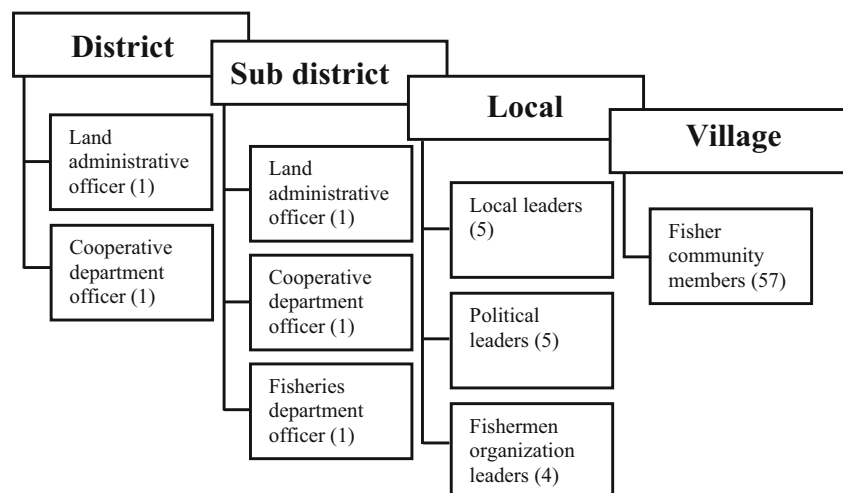 District
Land
administrative
officer (1)
Cooperative
department
officer (1)
Sub district
Land
administrative
officer (1)
Cooperative
department
officer (1)
Fisheries
department
officer (1)
Local
Local leaders
(5)
Political
leaders (5)
Fishermen
organization
leaders (4)
Village
Fisher
community
members (57)